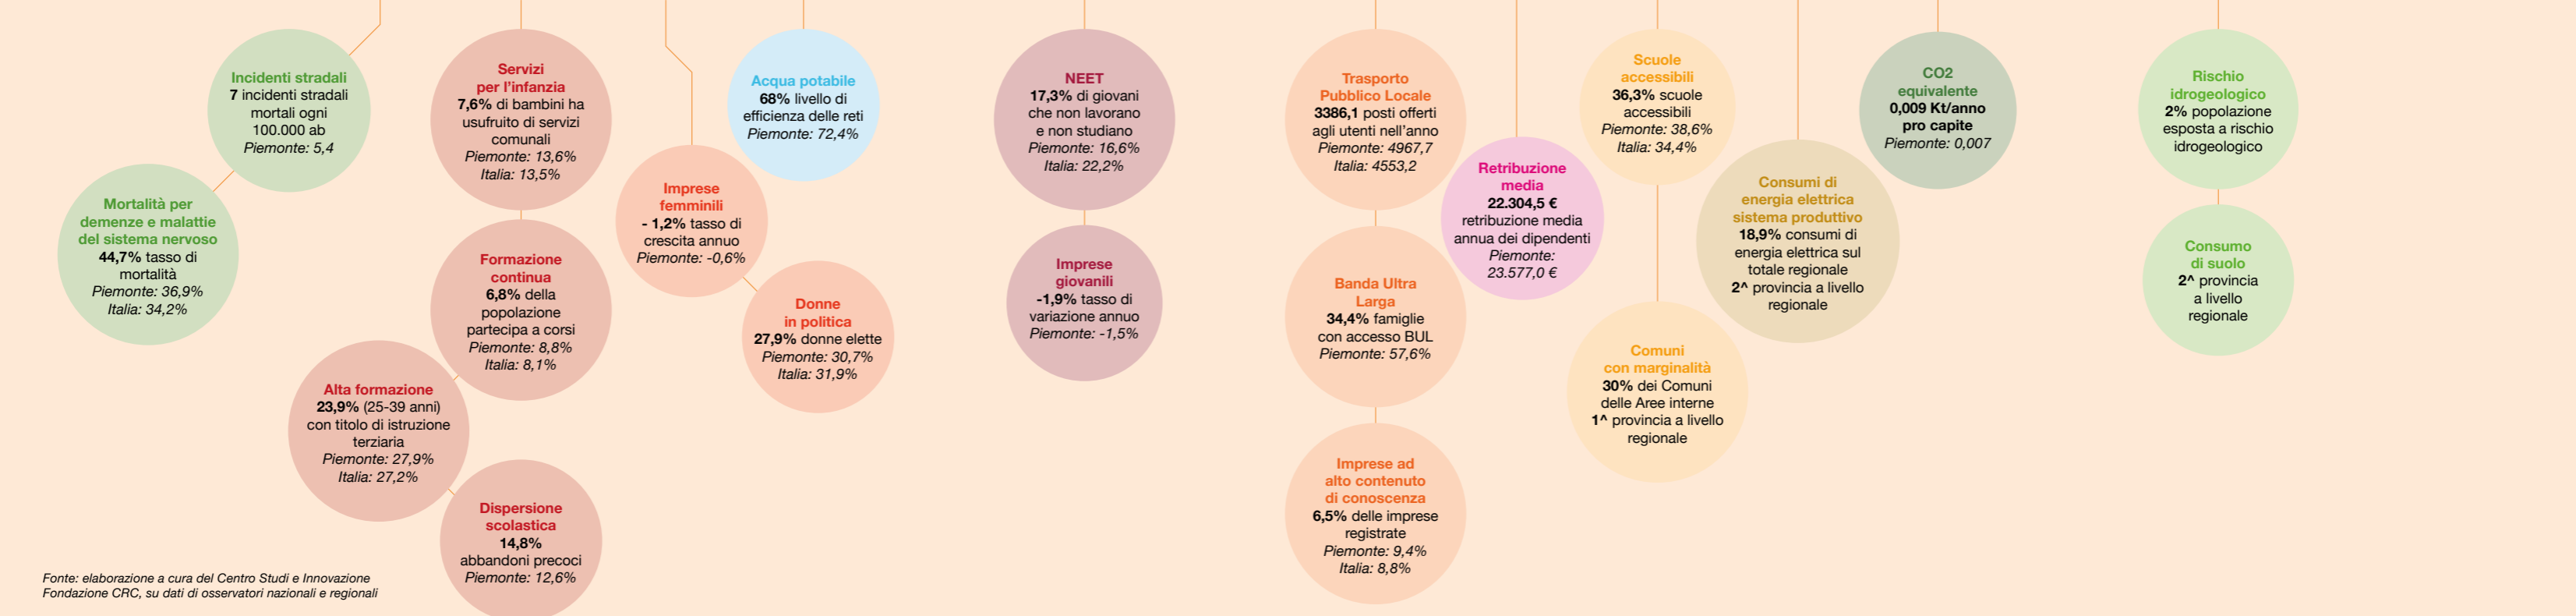 Incidenti stradali
7 incidenti stradali
mortali ogni
100.000 ab
Piemonte: 5,4
Mortalità per
demenze e malattie
del sistema nervoso
44,7% tasso di
mortalità
Piemonte: 36,9%
Italia: 34,2%
Servizi
per l’infanzia
7,6% di bambini ha
usufruito di servizi
comunali
Piemonte: 13,6%
Italia: 13,5%
Formazione
continua
6,8% della
popolazione
partecipa a corsi
Piemonte: 8,8%
Italia: 8,1%
Alta formazione
23,9% (25-39 anni)
con titolo di istruzione
terziaria
Piemonte: 27,9%
Italia: 27,2%
Dispersione
scolastica
14,8%
abbandoni precoci
Piemonte: 12,6%
Imprese
femminili
- 1,2% tasso di
crescita annuo
Piemonte: -0,6%
Acqua potabile
68% livello di
efficienza delle reti
Piemonte: 72,4%
Donne
in politica
27,9% donne elette
Piemonte: 30,7%
Italia: 31,9%
NEET
17,3% di giovani
che non lavorano
e non studiano
Piemonte: 16,6%
Italia: 22,2%
Imprese
giovanili
-1,9% tasso di
variazione annuo
Piemonte: -1,5%
Trasporto
Pubblico Locale
3386,1 posti offerti
agli utenti nell’anno
Piemonte: 4967,7
Italia: 4553,2
Banda Ultra
Larga
34,4% famiglie
con accesso BUL
Piemonte: 57,6%
Imprese ad
alto contenuto
di conoscenza
6,5% delle imprese
registrate
Piemonte: 9,4%
Italia: 8,8%
Retribuzione
media
22.304,5 €
retribuzione media
annua dei dipendenti
Piemonte:
23.577,0 €
Scuole
accessibili
36,3% scuole
accessibili
Piemonte: 38,6%
Italia: 34,4%
Comuni
con marginalità
30% dei Comuni
delle Aree interne
1^ provincia a livello
regionale
Consumi di
energia elettrica
sistema produttivo
18,9% consumi di
energia elettrica sul
totale regionale
2^ provincia a livello
regionale
CO2
equivalente
0,009 Kt/anno
pro capite
Piemonte: 0,007
Rischio
idrogeologico
2% popolazione
esposta a rischio
idrogeologico
Consumo
di suolo
2^ provincia
a livello
regionale
Fonte: elaborazione a cura del Centro Studi e Innovazione
Fondazione CRC, su dati di osservatori nazionali e regionali